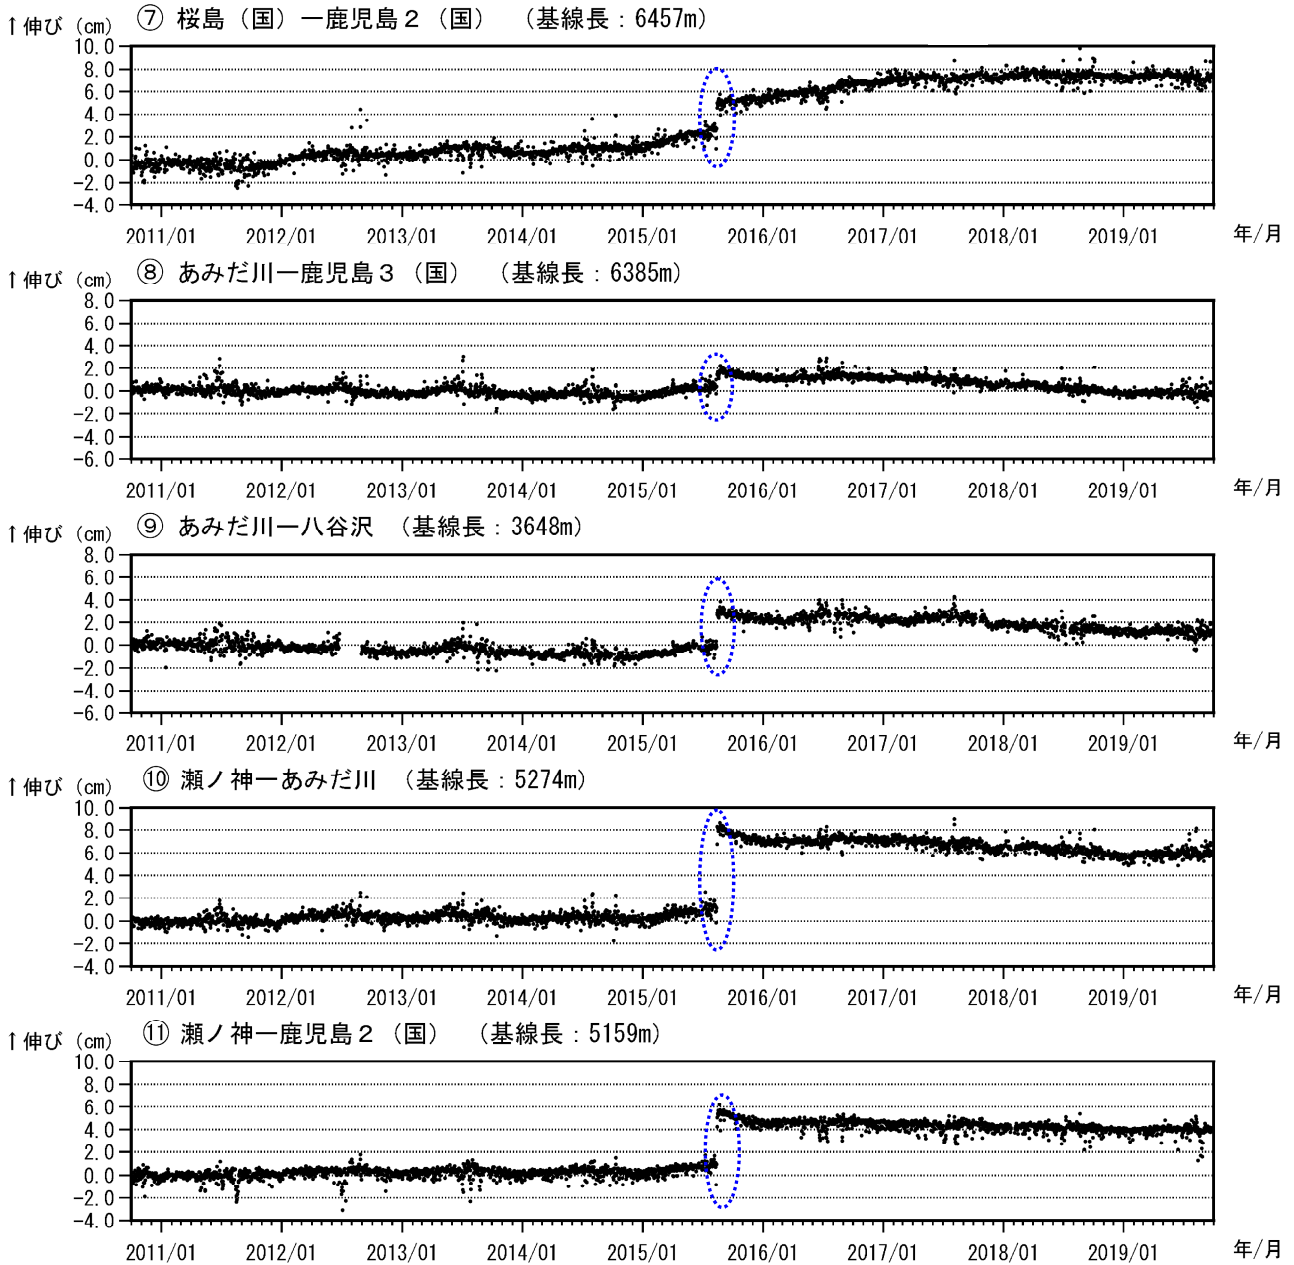 ⑦ 桜島（国）ー鹿児島２（国）　（基線長：6457m）
↑伸び（cm）
10.0
8.0
6.0
4.0
2.0
0.0
-2.0
-4.0
2011/01 2012/01 2013/01 2014/01 2015/01 2016/01 2017/01 2018/01 2019/01 年/月
⑧ あみだ川ー鹿児島３（国）　（基線長：6385m）
↑伸び（cm）
8.0
6.0
4.0
2.0
0.0
-2.0
-4.0
-6.0
2011/01 2012/01 2013/01 2014/01 2015/01 2016/01 2017/01 2018/01 2019/01 年/月
⑨ あみだ川ー八谷沢　（基線長：3648m）
↑伸び（cm）
8.0
6.0
4.0
2.0
0.0
-2.0
-4.0
-6.0
2011/01 2012/01 2013/01 2014/01 2015/01 2016/01 2017/01 2018/01 2019/01 年/月
⑩ 瀬ノ神ーあみだ川　（基線長：5274m）
↑伸び（cm）
10.0
8.0
6.0
4.0
2.0
0.0
-2.0
-4.0
2011/01 2012/01 2013/01 2014/01 2015/01 2016/01 2017/01 2018/01 2019/01 年/月
⑪ 瀬ノ神ー鹿児島２（国）　（基線長：5159m）
↑伸び（cm）
10.0
8.0
6.0
4.0
2.0
0.0
-2.0
-4.0
2011/01 2012/01 2013/01 2014/01 2015/01 2016/01 2017/01 2018/01 2019/01 年/月